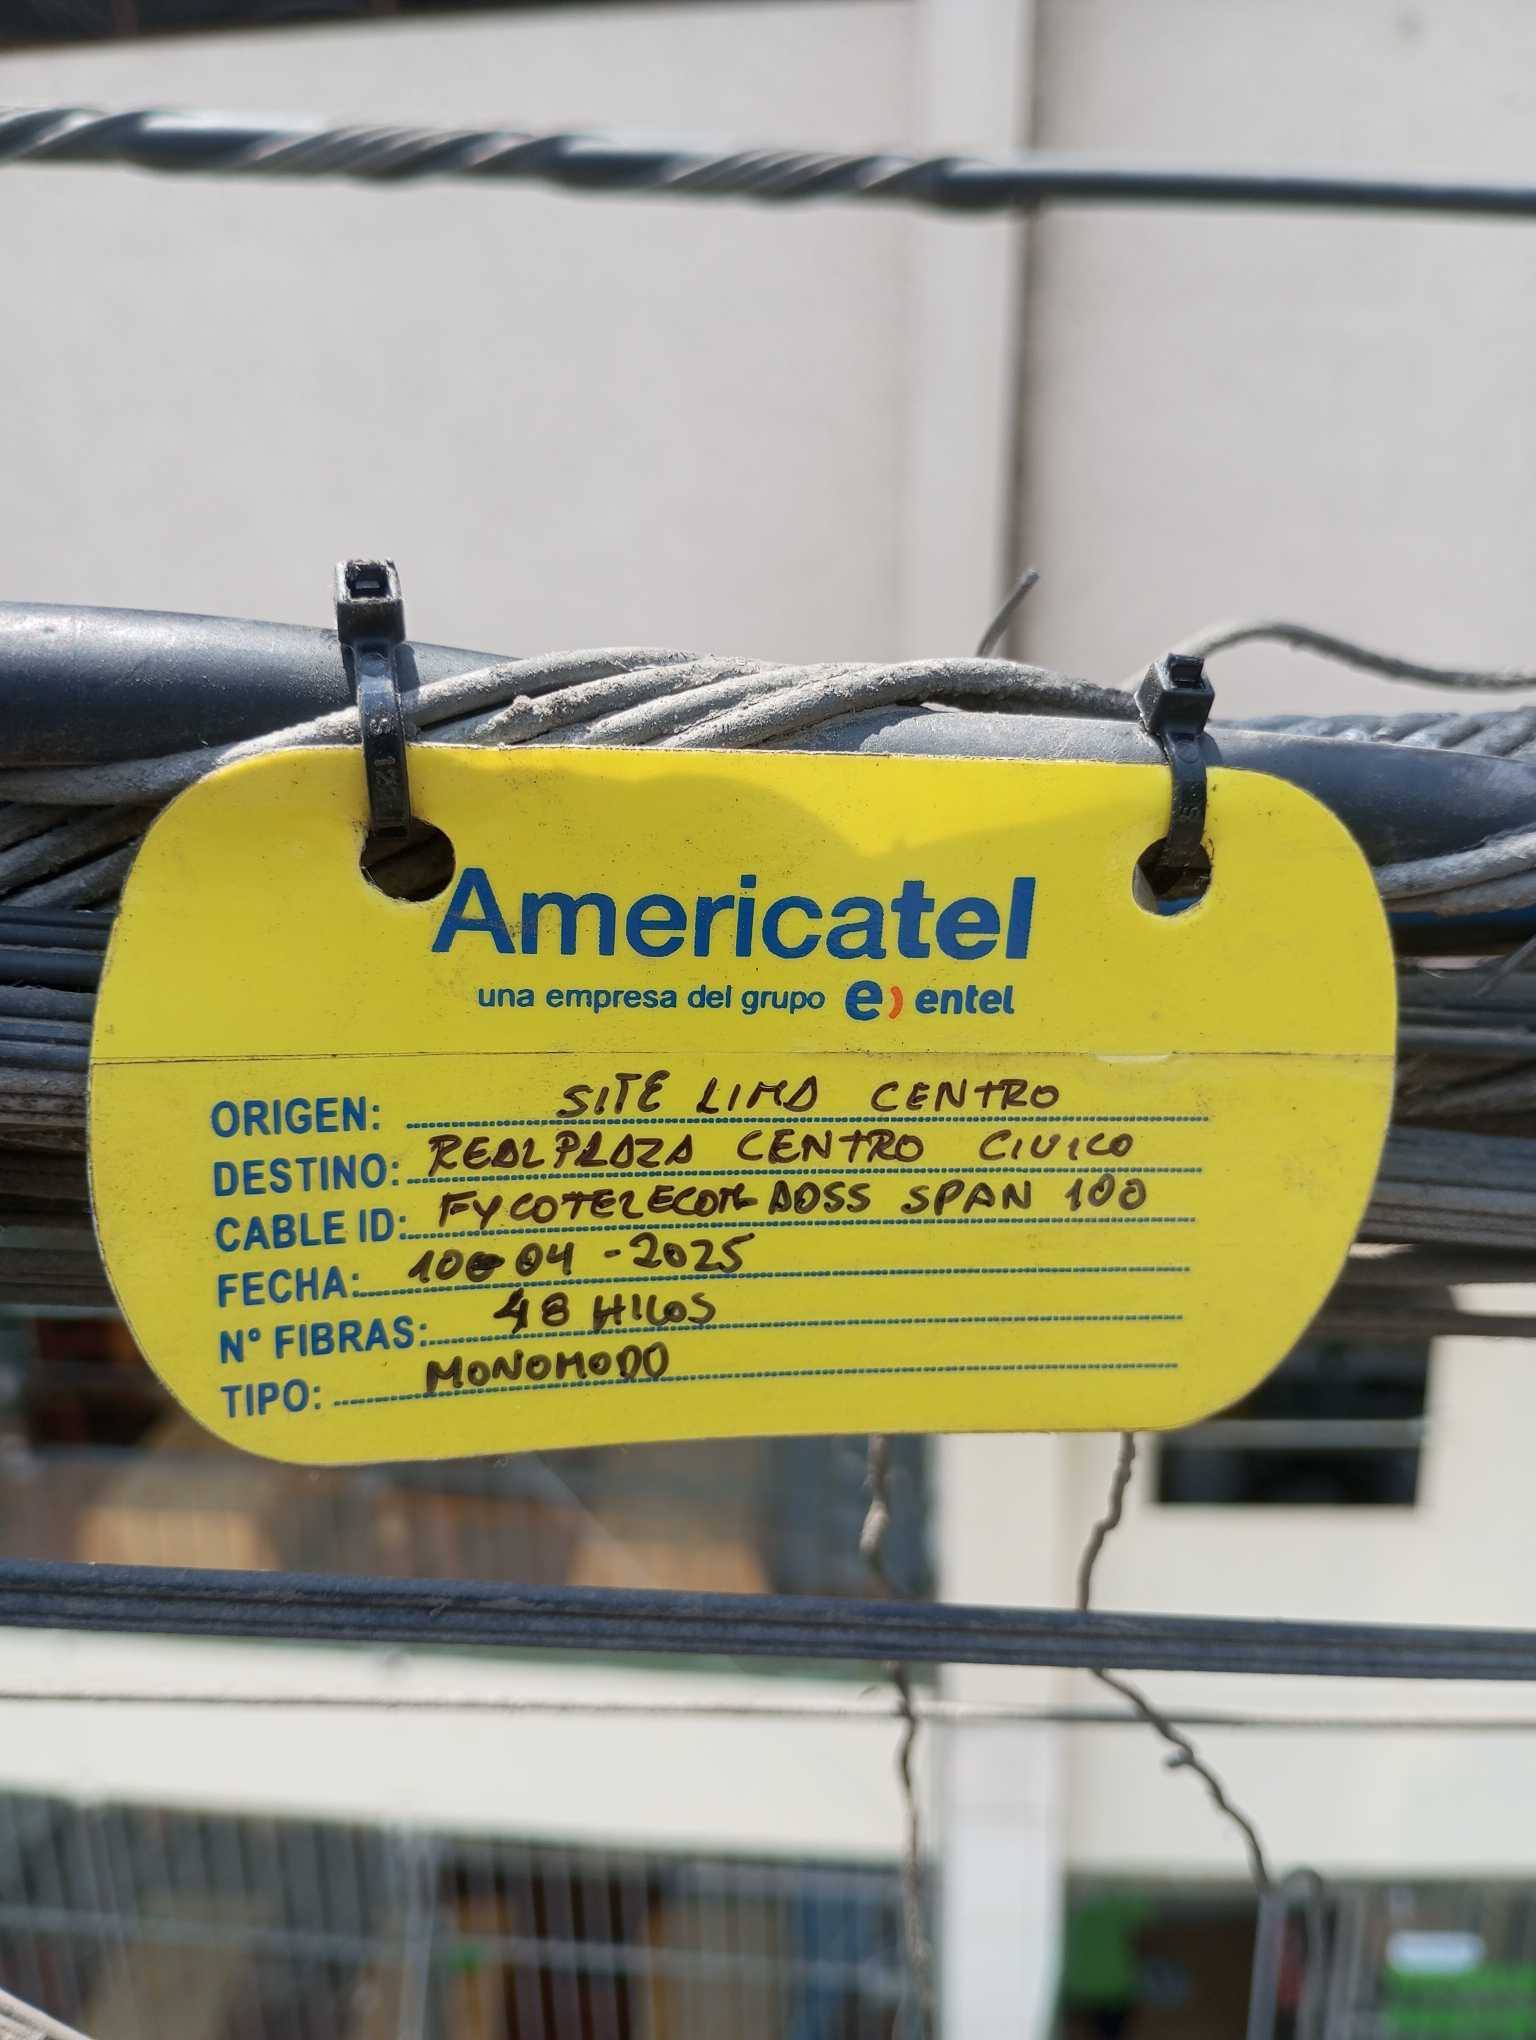 Americatel
una empresa del grupo e) entel
ORIGEN: SITE LIMA CENTRO
DESTINO: REALPLAZA CENTRO CIVICO
CABLE ID: FYCOTELECOM ADSS SPAN 100
FECHA: 10-04-2025
N° FIBRAS: 48 HILOS
TIPO: MONOMODO